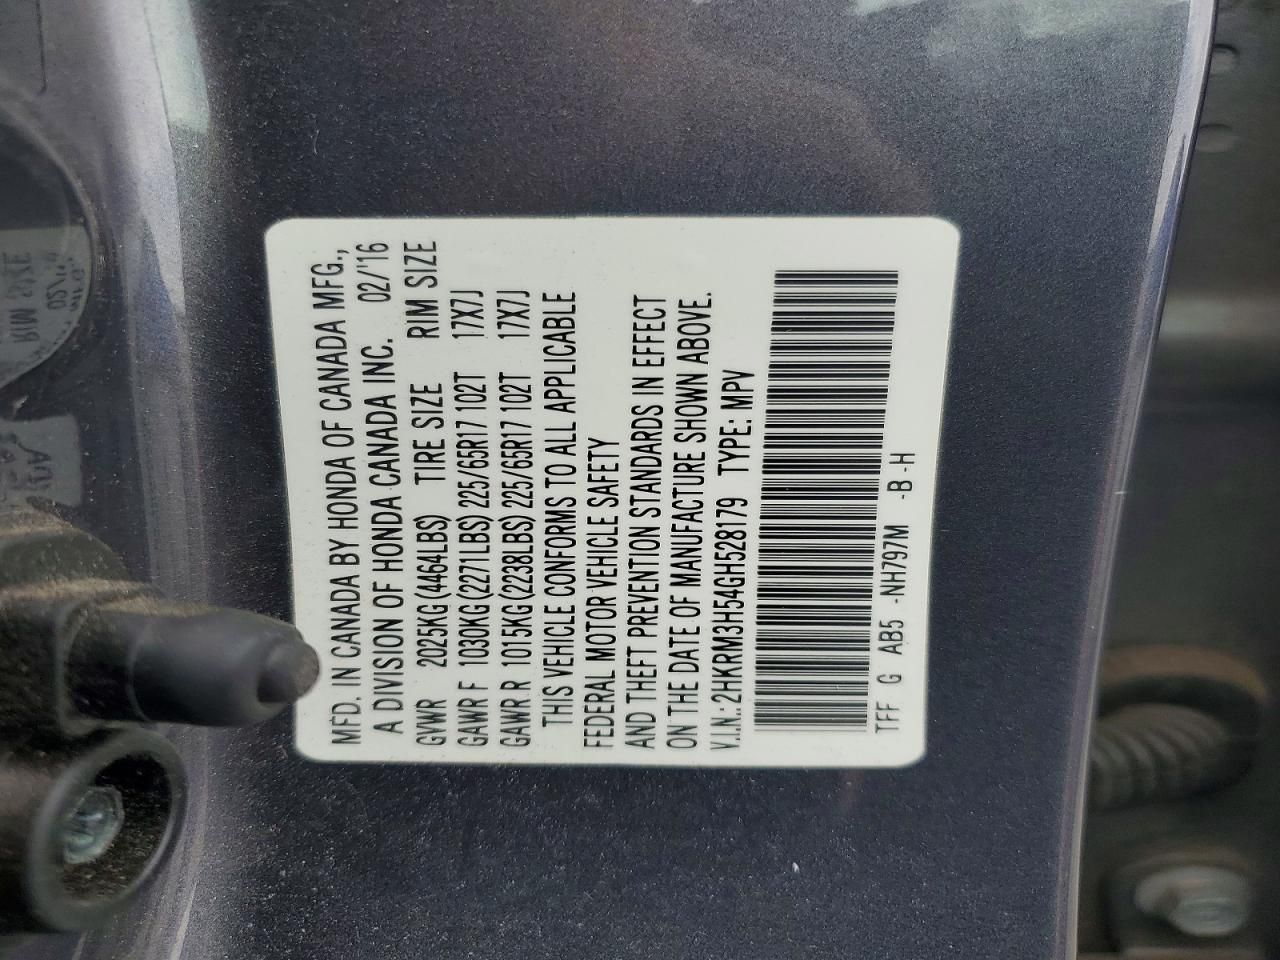 MFD. IN CANADA BY HONDA OF CANADA MFG.,
A DIVISION OF HONDA CANADA INC. 02/'16
GVWR 2025KG(4464LBS) TIRE SIZE RIM SIZE
GAWR F 1030KG(2271LBS) 225/65R17 102T 17X7J
GAWR R 1015KG(2238LBS) 225/65R17 102T 17X7J
THIS VEHICLE CONFORMS TO ALL APPLICABLE
FEDERAL MOTOR VEHICLE SAFETY
AND THEFT PREVENTION STANDARDS IN EFFECT
ON THE DATE OF MANUFACTURE SHOWN ABOVE.
V.I.N.:2HKRM3H54GH528179 TYPE: MPV
TFF G AB5 -NH797M -B-H
RIM SIZE